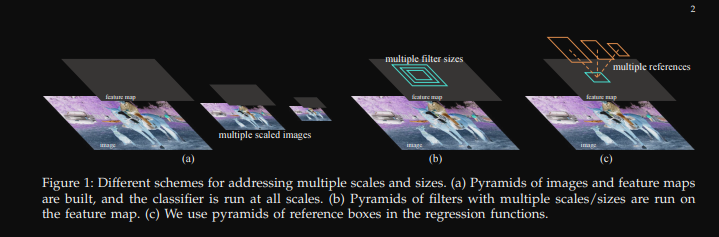 2
multiple filter sizes
multiple references
feature map
feature map
feature map
multiple scaled images
image
image
image
(a)
(b)
(c)
Figure 1: Different schemes for addressing multiple scales and sizes. (a) Pyramids of images and feature maps
are built, and the classifier is run at all scales. (b) Pyramids of filters with multiple scales/sizes are run on
the feature map. (c) We use pyramids of reference boxes in the regression functions.